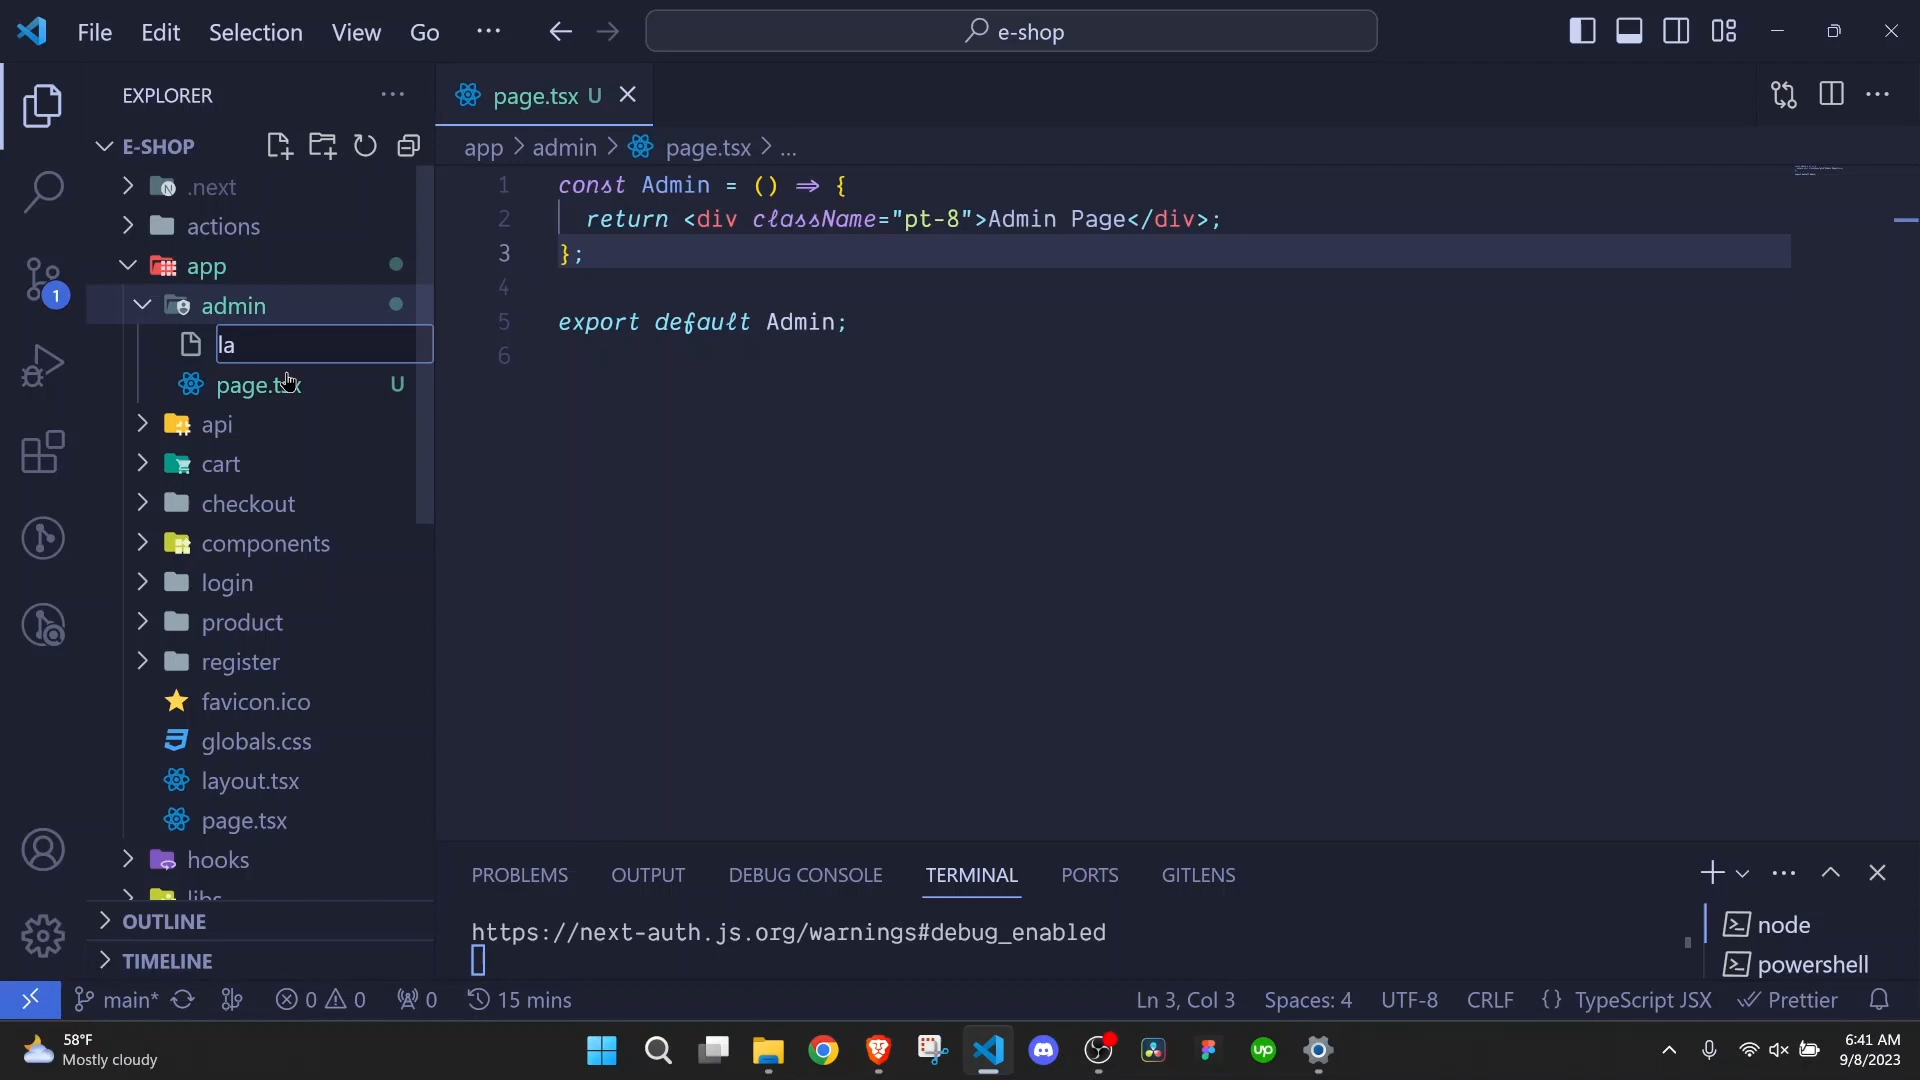 File Edit Selection View Go ...
e-shop
EXPLORER
E-SHOP
.next
actions
app
admin
la
page.tsx U
api
cart
checkout
components
login
product
register
favicon.ico
globals.css
layout.tsx
page.tsx
hooks
libs
OUTLINE
TIMELINE
page.tsx U
app > admin > page.tsx > ...
1 const Admin = () => {
2 return <div className="pt-8">Admin Page</div>;
3 };
4
5 export default Admin;
6
PROBLEMS OUTPUT DEBUG CONSOLE TERMINAL PORTS GITLENS
https://next-auth.js.org/warnings#debug_enabled
node
powershell
1
main* 0 0 0 15 mins Ln 3, Col 3 Spaces: 4 UTF-8 CRLF {} TypeScript JSX Prettier
58°F
Mostly cloudy
up
6:41 AM
9/8/2023